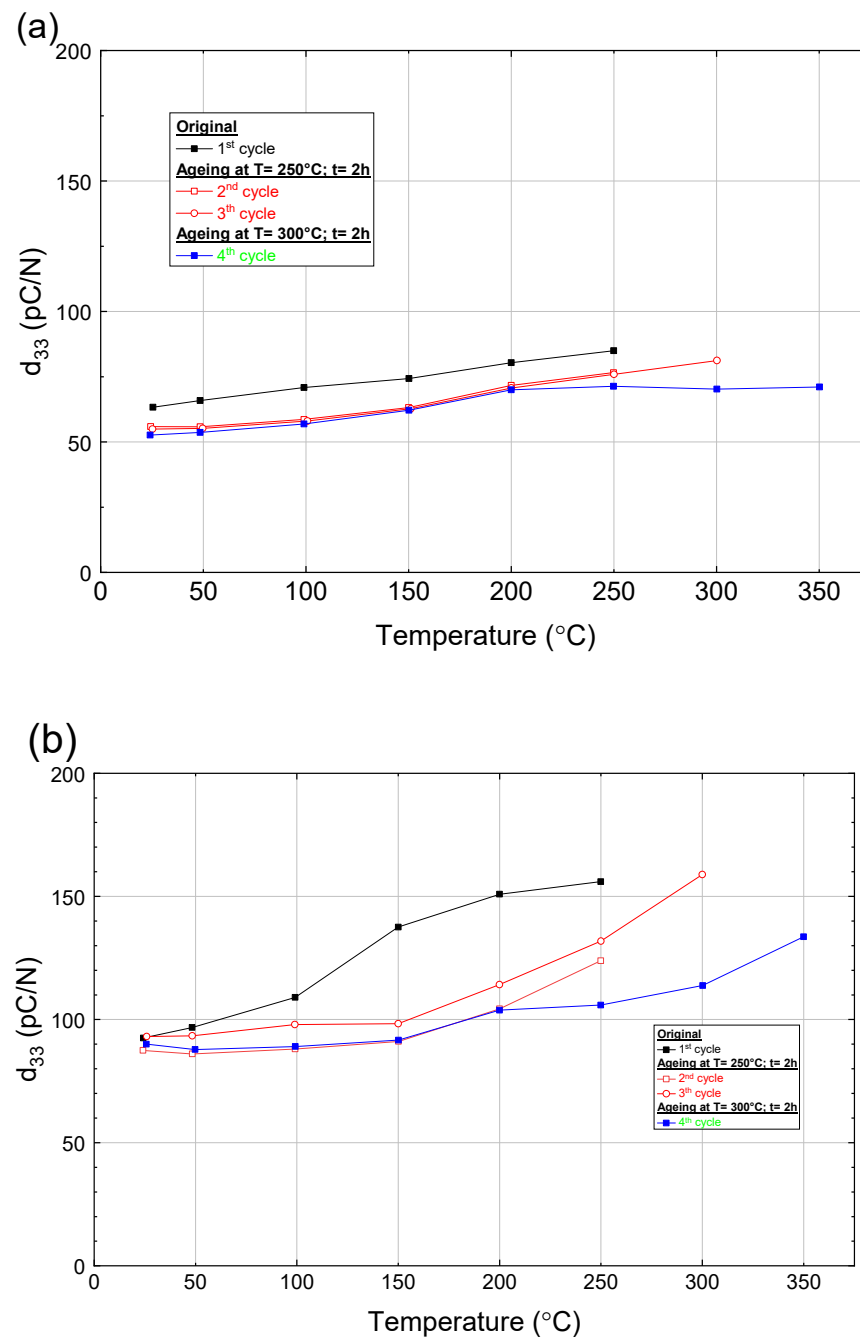 (a)
200
150
100
50
0
d33 (pC/N)
Original
1st cycle
Ageing at T= 250°C; t= 2h
2nd cycle
3th cycle
Ageing at T= 300°C; t= 2h
4th cycle
0 50 100 150 200 250 300 350
Temperature (°C)
(b)
200
150
100
50
0
d33 (pC/N)
Original
1st cycle
Ageing at T= 250°C; t= 2h
2nd cycle
3th cycle
Ageing at T= 300°C; t= 2h
4th cycle
0 50 100 150 200 250 300 350
Temperature (°C)